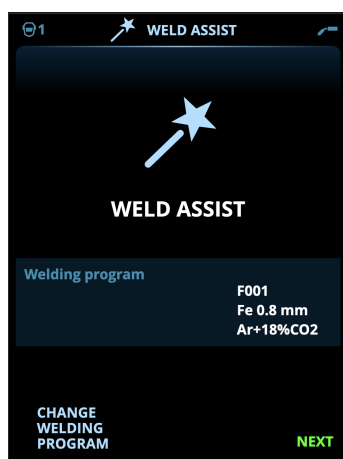 1
WELD ASSIST
WELD ASSIST
Welding program
F001
Fe 0.8 mm
Ar+18%CO2
CHANGE
WELDING
PROGRAM
NEXT